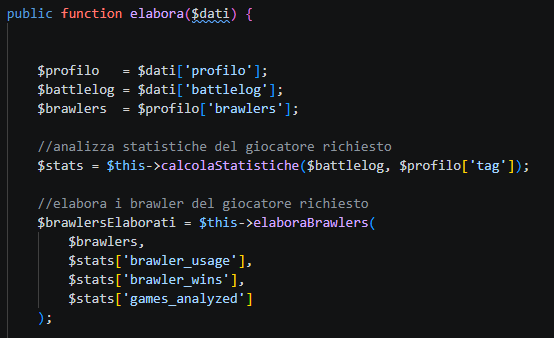 public function elabora($dati) {
$profilo   = $dati['profilo'];
$battlelog = $dati['battlelog'];
$brawlers  = $profilo['brawlers'];
//analizza statistiche del giocatore richiesto
$stats = $this->calcolaStatistiche($battlelog, $profilo['tag']);
//elabora i brawler del giocatore richiesto
$brawlersElaborati = $this->elaboraBrawlers(
$brawlers,
$stats['brawler_usage'],
$stats['brawler_wins'],
$stats['games_analyzed']
);